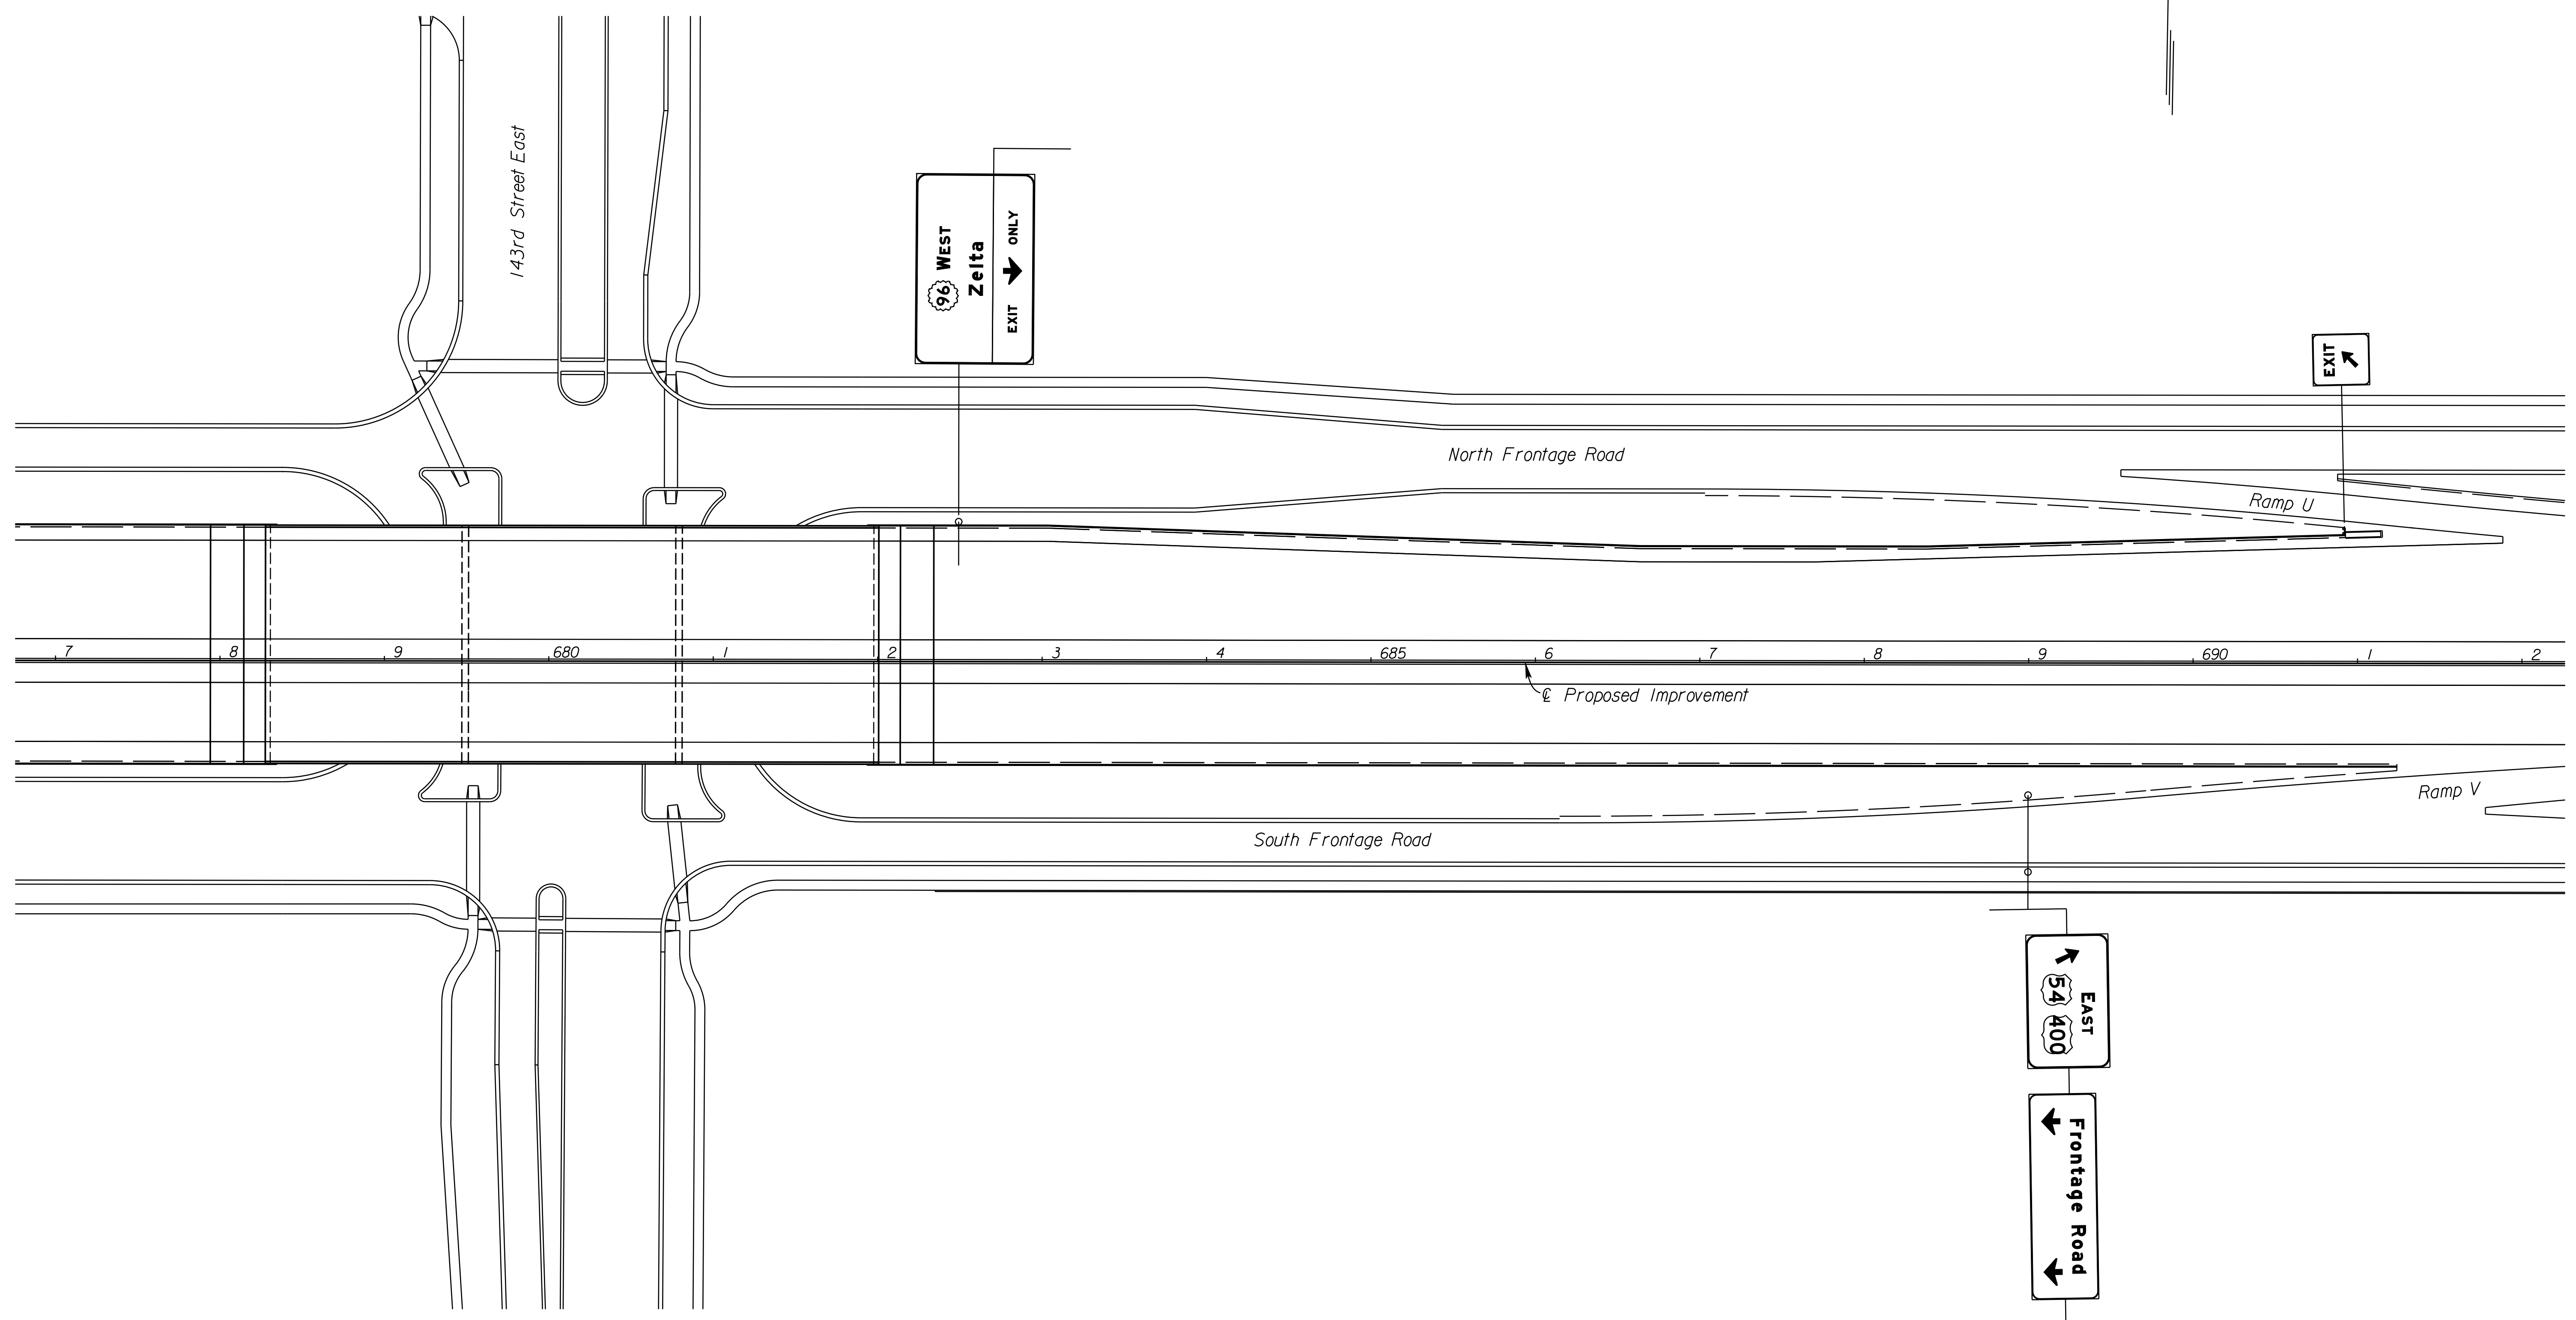 143rd Street East
96 WEST
Zelta
EXIT ONLY
EXIT
North Frontage Road
Ramp U
7 8 9 680 1 2 3 4 685 6 7 8 9 690 1 2
℄ Proposed Improvement
Ramp V
South Frontage Road
EAST
54 400
Frontage Road